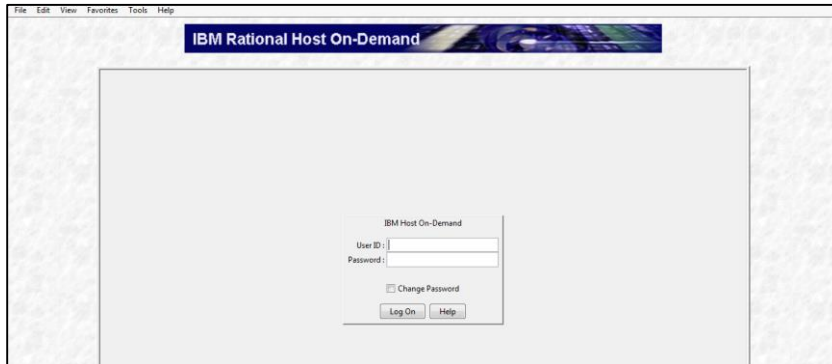 File Edit View Favorites Tools Help
IBM Rational Host On-Demand
IBM Host On-Demand
User ID :
Password :
Change Password
Log On Help